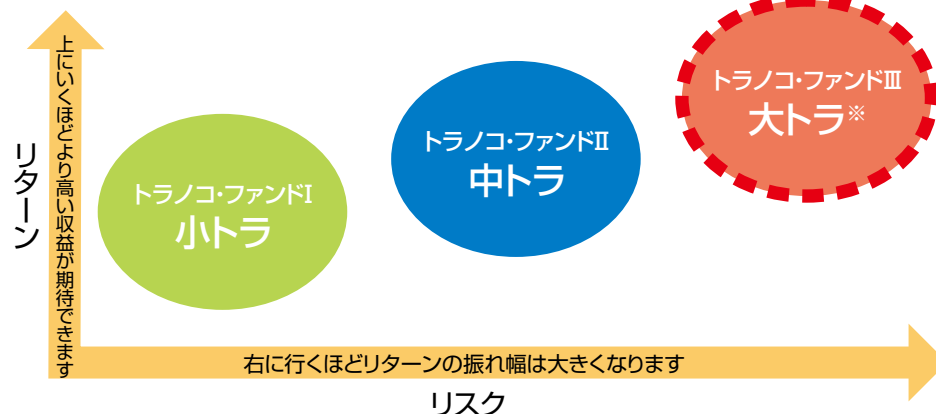 リターン
上にいくほどより高い収益が期待できます
トラノコ・ファンドⅠ
小トラ
トラノコ・ファンドⅡ
中トラ
トラノコ・ファンドⅢ
大トラ※
右に行くほどリターンの振れ幅は大きくなります
リスク